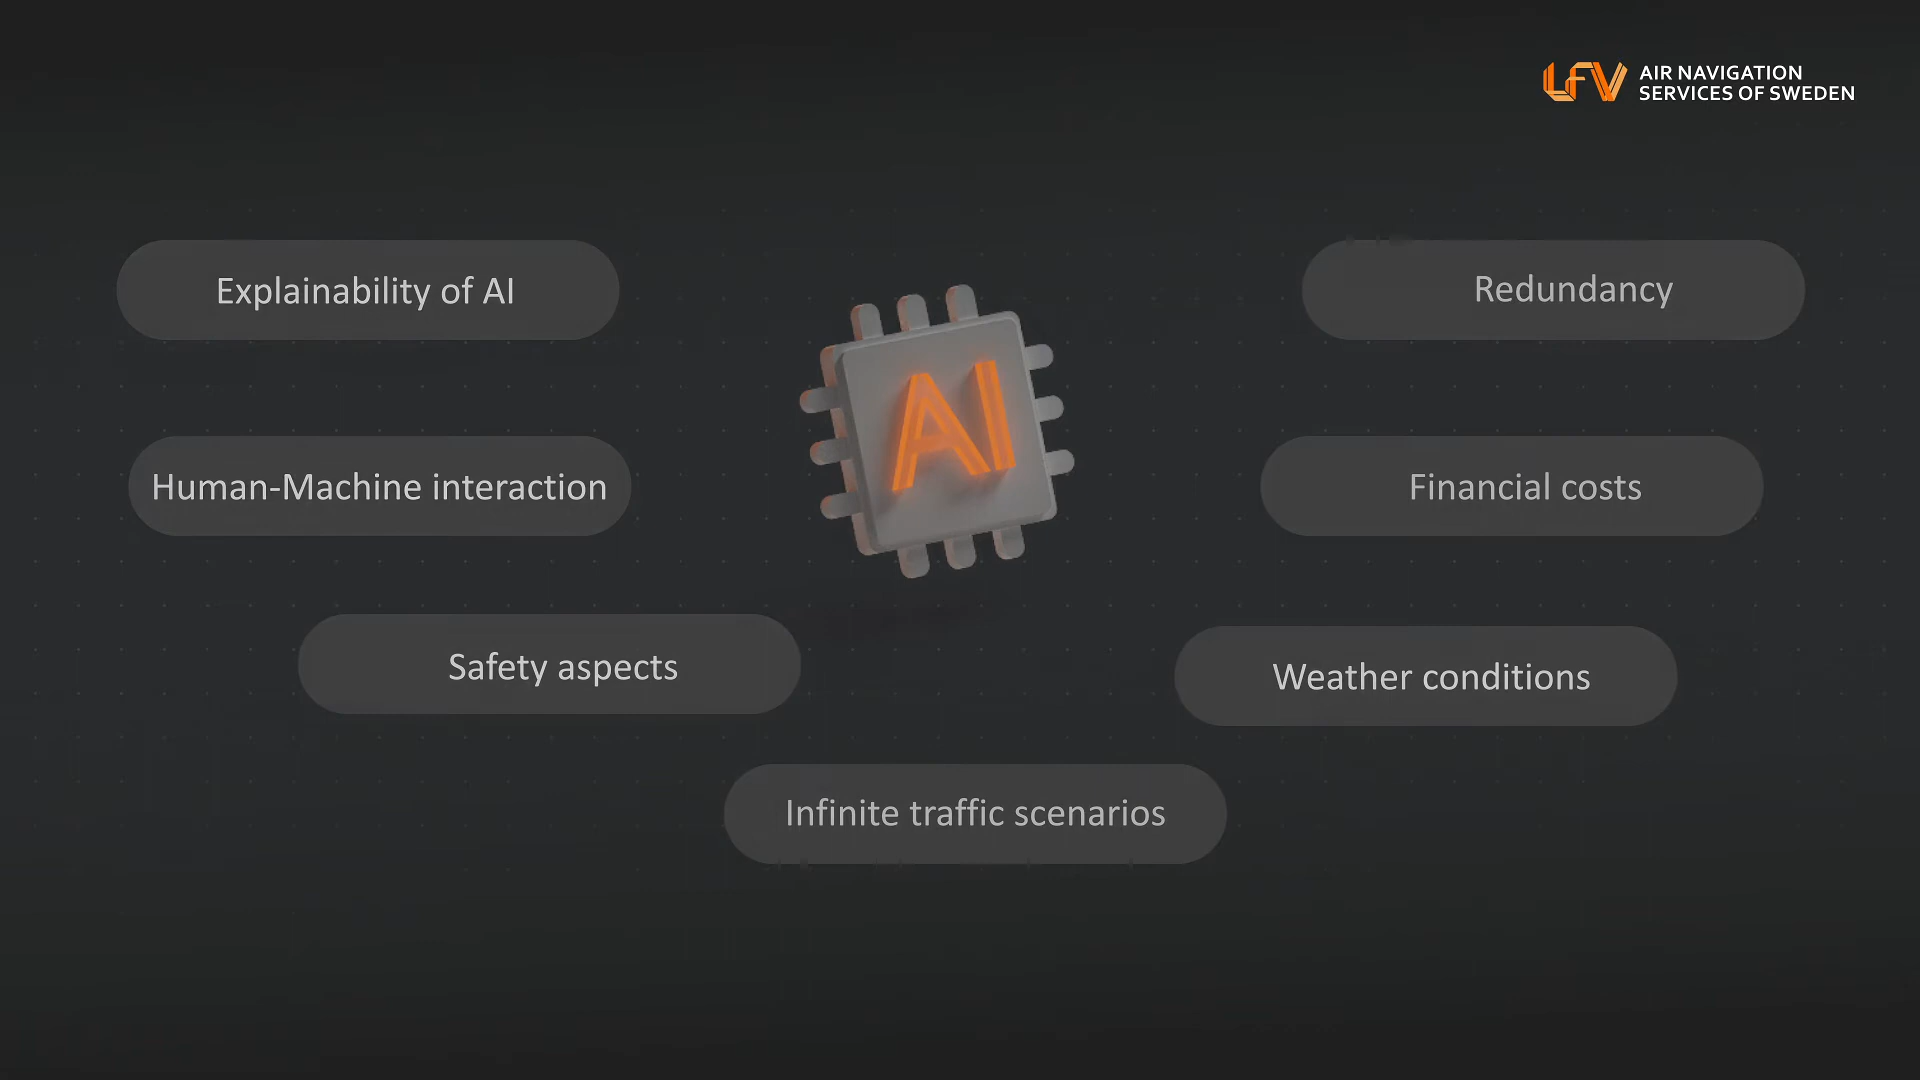 LFV AIR NAVIGATION
SERVICES OF SWEDEN
Explainability of AI
Redundancy
AI
Human-Machine interaction
Financial costs
Safety aspects
Weather conditions
Infinite traffic scenarios